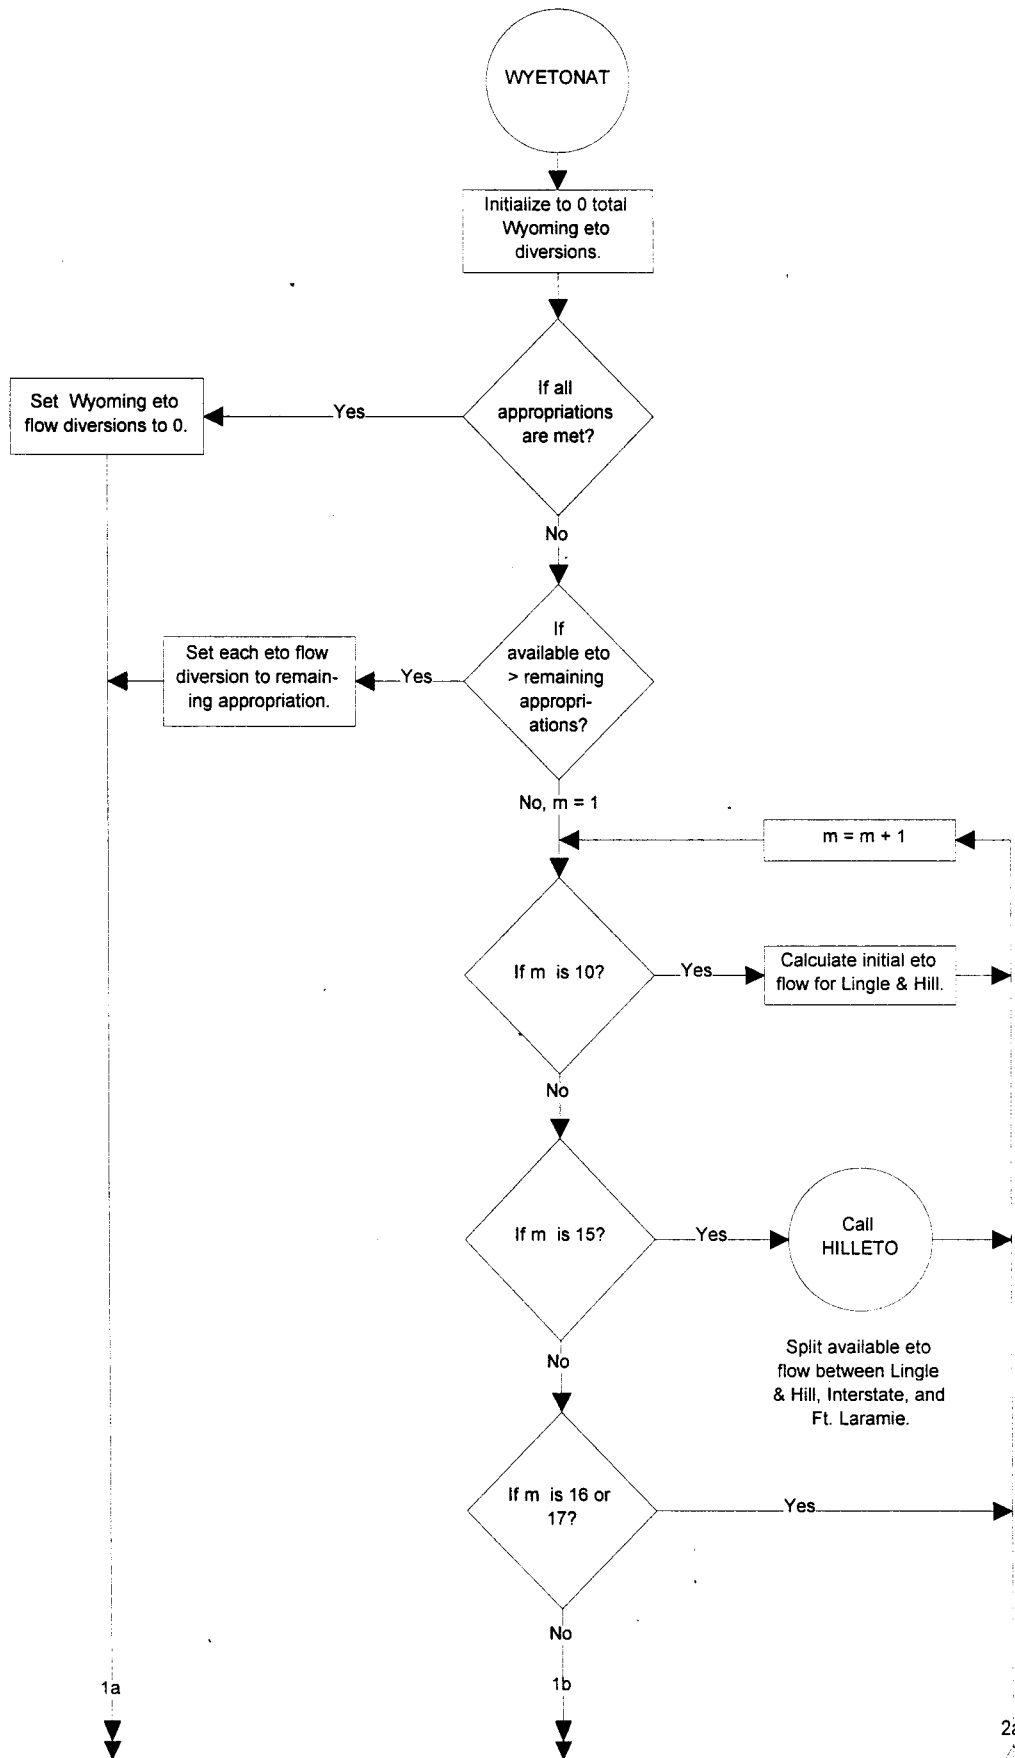 WYETONAT
Initialize to 0 total
Wyoming eto
diversions.
If all
appropriations
are met?
Yes
Set Wyoming eto
flow diversions to 0.
No
If
available eto
> remaining
appropri-
ations?
Yes
Set each eto flow
diversion to remain-
ing appropriation.
No, m = 1
m = m + 1
If m is 10?
Yes
Calculate initial eto
flow for Lingle & Hill.
No
If m is 15?
Yes
Call
HILLETO
Split available eto
flow between Lingle
& Hill, Interstate, and
Ft. Laramie.
No
If m is 16 or
17?
Yes
No
1a
1b
2a